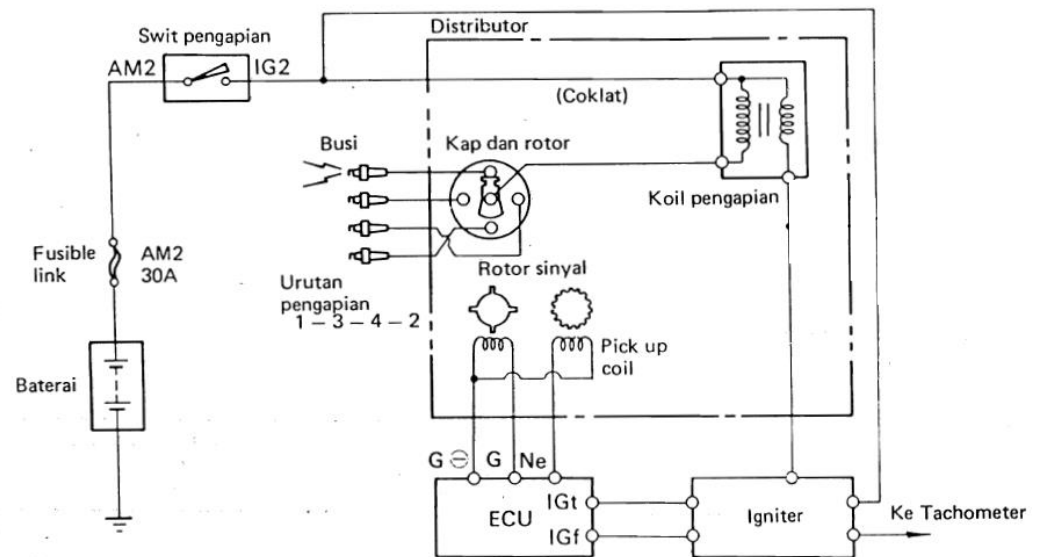 Distributor
Swit pengapian
AM2
IG2
(Coklat)
Busi
Kap dan rotor
Koil pengapian
Fusible
link
AM2
30A
Urutan
pengapian
1 – 3 – 4 – 2
Rotor sinyal
Pick up
coil
Baterai
G ⊖
G
Ne
ECU
IGt
IGf
Igniter
Ke Tachometer